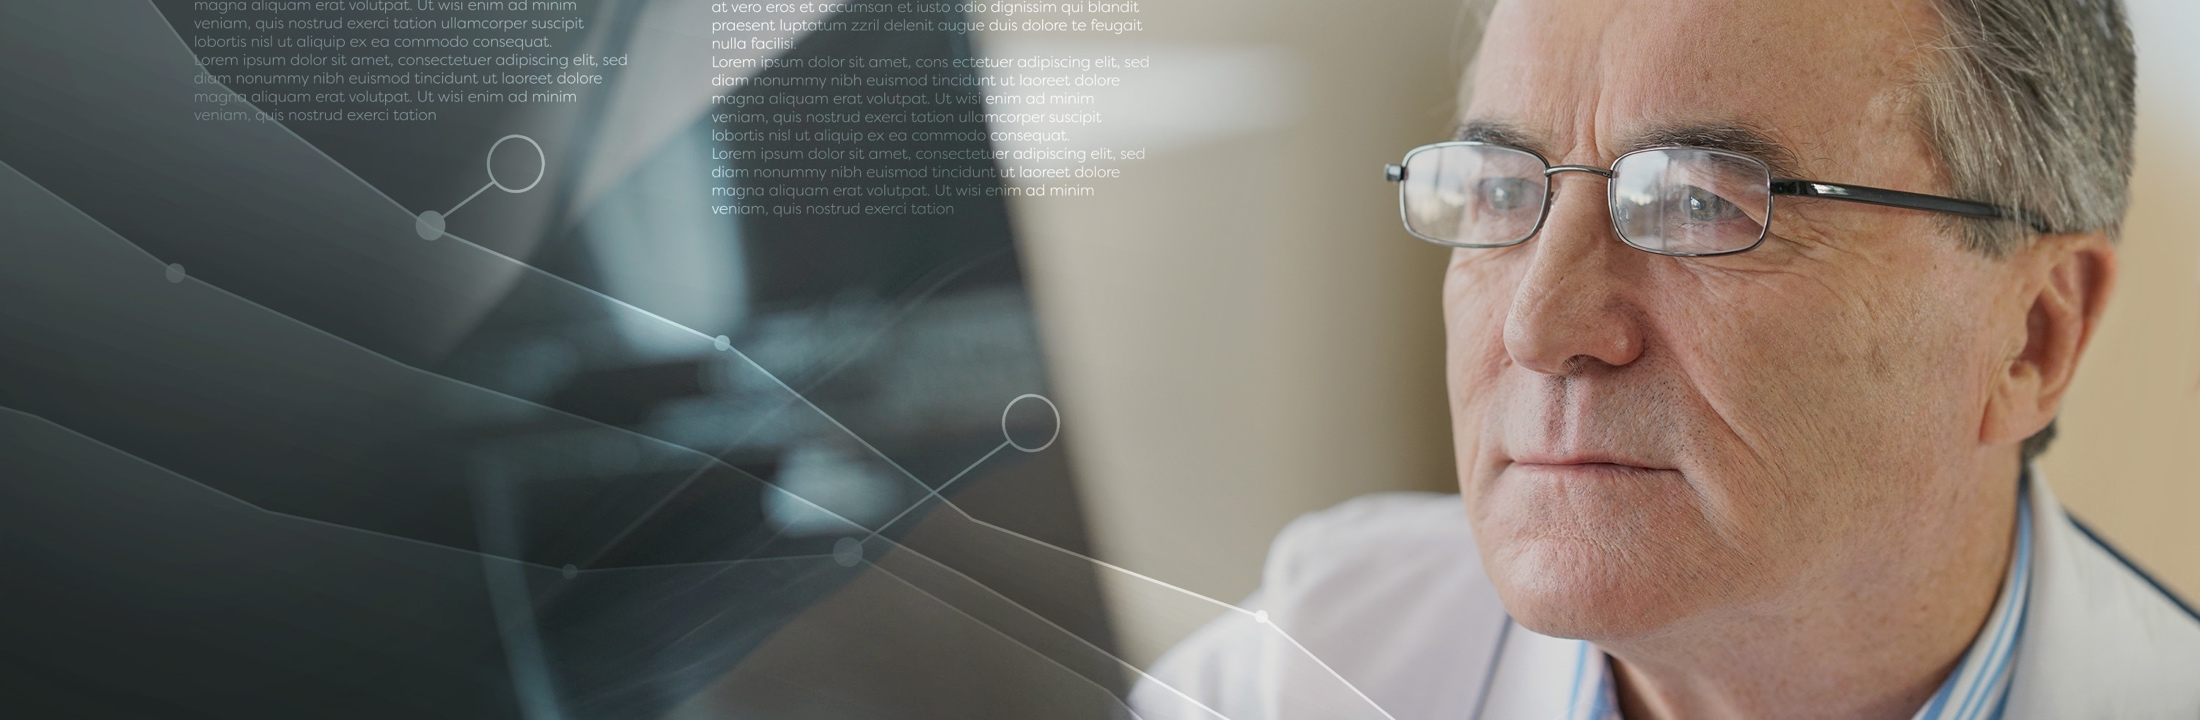 magna aliquam erat volutpat. Ut wisi enim ad minim
veniam, quis nostrud exerci tation ullamcorper suscipit
lobortis nisl ut aliquip ex ea commodo consequat.
Lorem ipsum dolor sit amet, consectetuer adipiscing elit, sed
diam nonummy nibh euismod tincidunt ut laoreet dolore
magna aliquam erat volutpat. Ut wisi enim ad minim
veniam, quis nostrud exerci tation
at vero eros et accumsan et iusto odio dignissim qui blandit
praesent luptatum zzril delenit augue duis dolore te feugait
nulla facilisi.
Lorem ipsum dolor sit amet, cons ectetuer adipiscing elit, sed
diam nonummy nibh euismod tincidunt ut laoreet dolore
magna aliquam erat volutpat. Ut wisi enim ad minim
veniam, quis nostrud exerci tation ullamcorper suscipit
lobortis nisl ut aliquip ex ea commodo consequat.
Lorem ipsum dolor sit amet, consectetuer adipiscing elit, sed
diam nonummy nibh euismod tincidunt ut laoreet dolore
magna aliquam erat volutpat. Ut wisi enim ad minim
veniam, quis nostrud exerci tation